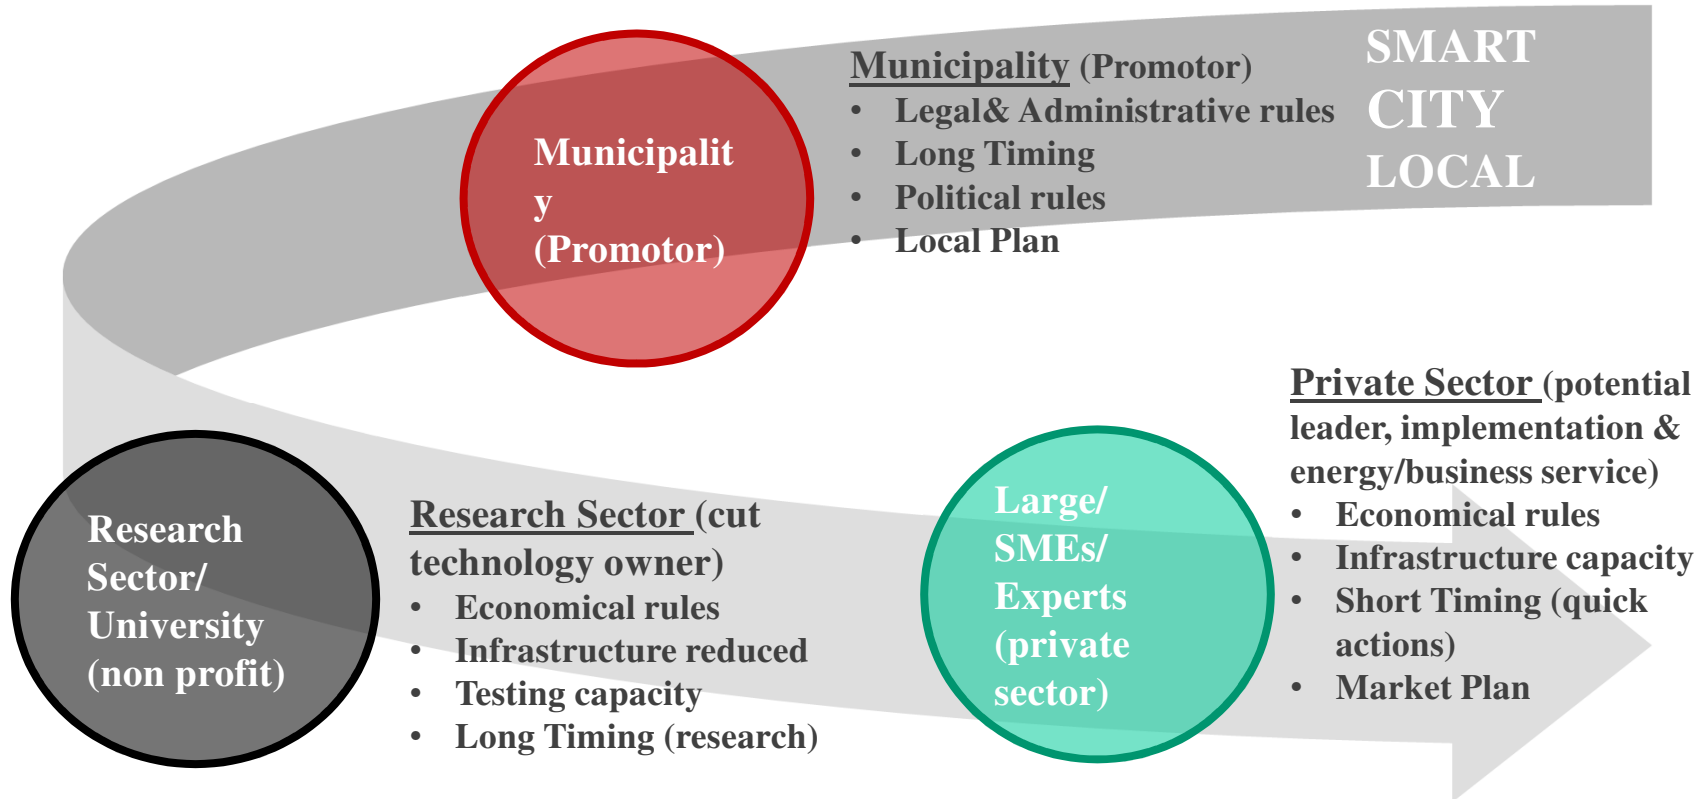 SMART
CITY
LOCAL
Municipalit
y
(Promotor)
Municipality (Promotor)
• Legal& Administrative rules
• Long Timing
• Political rules
• Local Plan
Research
Sector/
University
(non profit)
Research Sector (cut
technology owner)
• Economical rules
• Infrastructure reduced
• Testing capacity
• Long Timing (research)
Large/
SMEs/
Experts
(private
sector)
Private Sector (potential
leader, implementation &
energy/business service)
• Economical rules
• Infrastructure capacity
• Short Timing (quick
actions)
• Market Plan